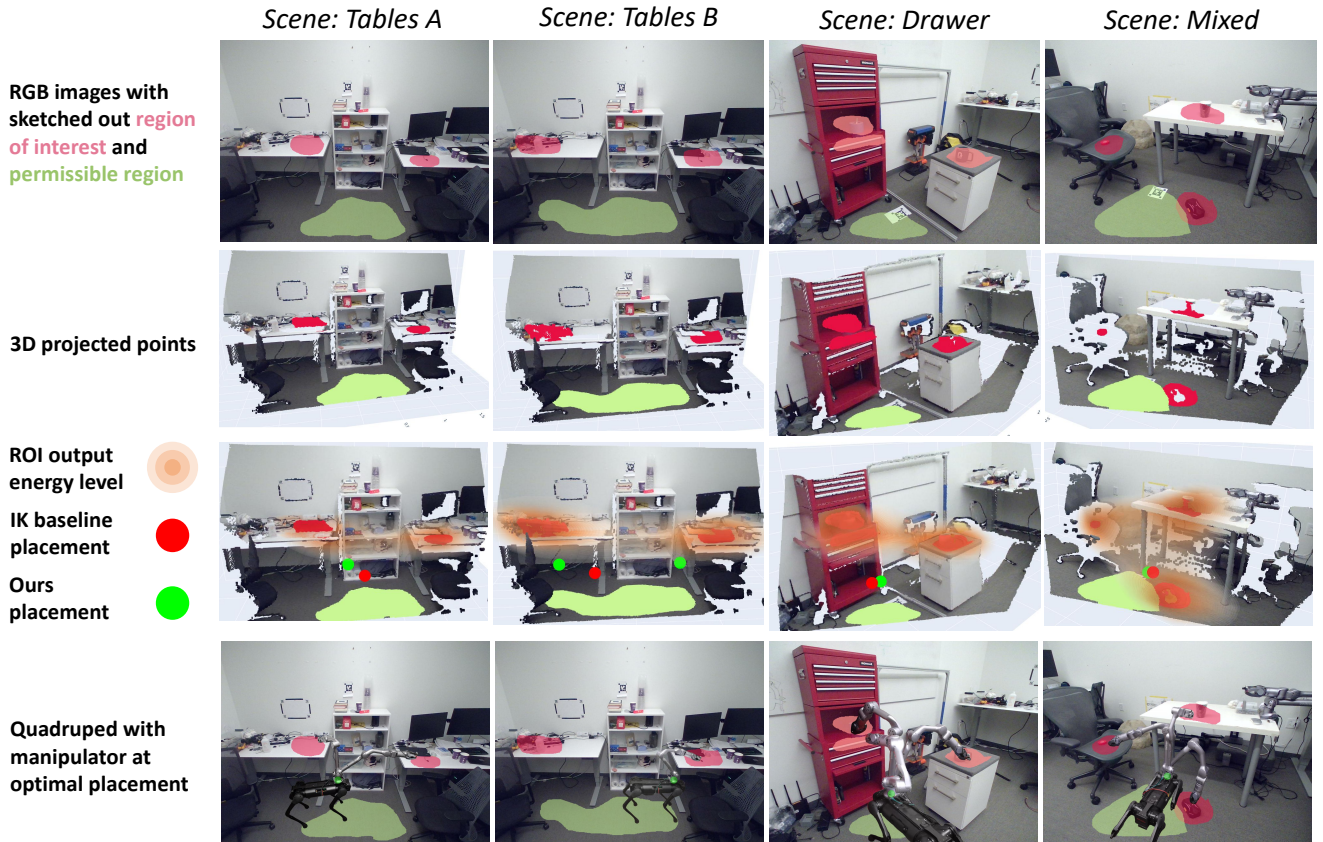 Scene: Tables A
Scene: Tables B
Scene: Drawer
Scene: Mixed
RGB images with
sketched out region
of interest and
permissible region
3D projected points
ROI output
energy level
IK baseline
placement
Ours
placement
Quadruped with
manipulator at
optimal placement